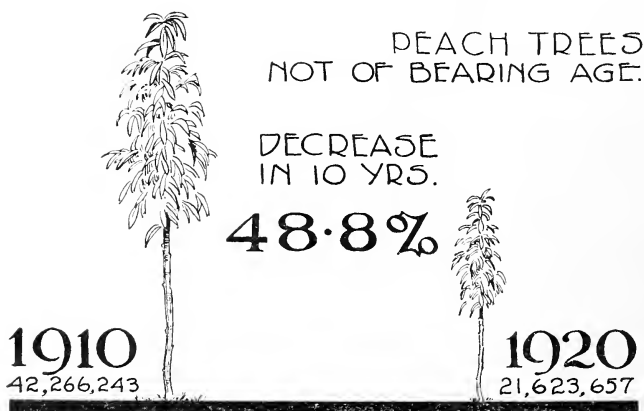 PEACH TREES
NOT OF BEARING AGE.
DECREASE
IN 10 YRS.
48.8%
1910
42,266,243
1920
21,623,657